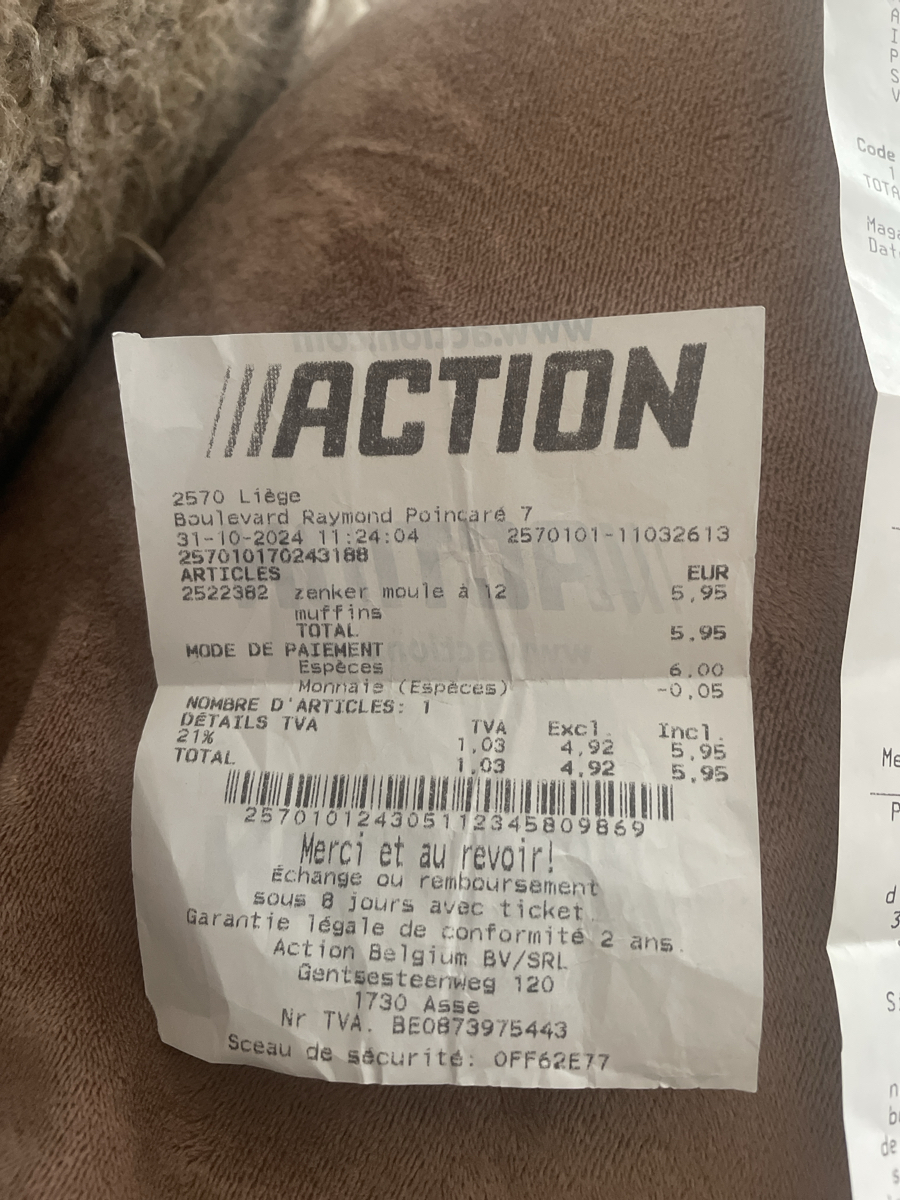 ACTION
2570 Liège
Boulevard Raymond Poincaré 7
31-10-2024 11:24:04 2570101-11032613
257010170243188
ARTICLES EUR
2522382 zenker moule à 12 5,95
muffins
TOTAL 5,95
MODE DE PAIEMENT
Espèces 6,00
Monnaie (Espèces) -0,05
NOMBRE D'ARTICLES: 1
DÉTAILS TVA TVA Excl. Incl.
21% 1,03 4,92 5,95
TOTAL 1,03 4,92 5,95
257010124305112345809869
Merci et au revoir!
Échange ou remboursement
sous 8 jours avec ticket.
Garantie légale de conformité 2 ans.
Action Belgium BV/SRL
Gentsesteenweg 120
1730 Asse
Nr TVA. BE0873975443
Sceau de sécurité: OFF62E77
Code
1